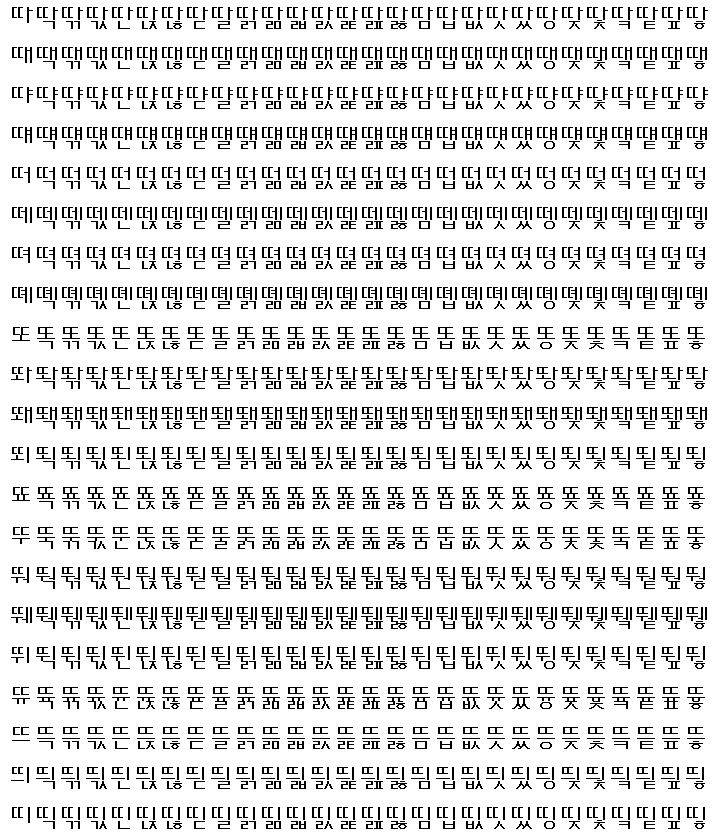 따딱딲딳딴딵딶딷딸딹딺딻딼딽딾딿땀땁땂땃땄땅땆땇땈땉땊땋
때땍땎땏땐땑땒땓땔땕땖땗땘땙땚땛땜땝땞땟땠땡땢땣땤땥땦땧
땨땩땪땫땬땭땮땯땰땱땲땳땴땵땶땷땸땹땺땻땼땽땾땿떀떁떂떃
떄떅떆떇떈떉떊떋떌떍떎떏떐떑떒떓떔떕떖떗떘떙떚떛떜떝떞떟
떠떡떢떣떤떥떦떧떨떩떪떫떬떭떮떯떰떱떲떳떴떵떶떷떸떹떺떻
떼떽떾떿뗀뗁뗂뗃뗄뗅뗆뗇뗈뗉뗊뗋뗌뗍뗎뗏뗐뗑뗒뗓뗔뗕뗖뗗
뗘뗙뗚뗛뗜뗝뗞뗟뗠뗡뗢뗣뗤뗥뗦뗧뗨뗩뗪뗫뗬뗭뗮뗯뗰뗱뗲뗳
뗴뗵뗶뗷뗸뗹뗺뗻뗼뗽뗾뗿똀똁똂똃똄똅똆똇똈똉똊똋똌똍똎똏
또똑똒똓똔똕똖똗똘똙똚똛똜똝똞똟똠똡똢똣똤똥똦똧똨똩똪똫
똬똭똮똯똰똱똲똳똴똵똶똷똸똹똺똻똼똽똾똿뙀뙁뙂뙃뙄뙅뙆뙇
뙈뙉뙊뙋뙌뙍뙎뙏뙐뙑뙒뙓뙔뙕뙖뙗뙘뙙뙚뙛뙜뙝뙞뙟뙠뙡뙢뙣
뙤뙥뙦뙧뙨뙩뙪뙫뙬뙭뙮뙯뙰뙱뙲뙳뙴뙵뙶뙷뙸뙹뙺뙻뙼뙽뙾뙿
뚀뚁뚂뚃뚄뚅뚆뚇뚈뚉뚊뚋뚌뚍뚎뚏뚐뚑뚒뚓뚔뚕뚖뚗뚘뚙뚚뚛
뚜뚝뚞뚟뚠뚡뚢뚣뚤뚥뚦뚧뚨뚩뚪뚫뚬뚭뚮뚯뚰뚱뚲뚳뚴뚵뚶뚷
뚸뚹뚺뚻뚼뚽뚾뚿뛀뛁뛂뛃뛄뛅뛆뛇뛈뛉뛊뛋뛌뛍뛎뛏뛐뛑뛒뛓
뛔뛕뛖뛗뛘뛙뛚뛛뛜뛝뛞뛟뛠뛡뛢뛣뛤뛥뛦뛧뛨뛩뛪뛫뛬뛭뛮뛯
뛰뛱뛲뛳뛴뛵뛶뛷뛸뛹뛺뛻뛼뛽뛾뛿뜀뜁뜂뜃뜄뜅뜆뜇뜈뜉뜊뜋
뜌뜍뜎뜏뜐뜑뜒뜓뜔뜕뜖뜗뜘뜙뜚뜛뜜뜝뜞뜟뜠뜡뜢뜣뜤뜥뜦뜧
뜨뜩뜪뜫뜬뜭뜮뜯뜰뜱뜲뜳뜴뜵뜶뜷뜸뜹뜺뜻뜼뜽뜾뜿띀띁띂띃
띄띅띆띇띈띉띊띋띌띍띎띏띐띑띒띓띔띕띖띗띘띙띚띛띜띝띞띟
띠띡띢띣띤띥띦띧띨띩띪띫띬띭띮띯띰띱띲띳띴띵띶띷띸띹띺띻